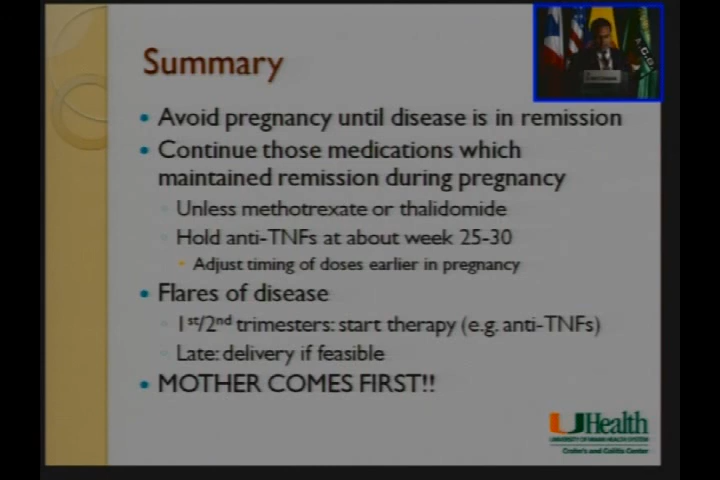 Summary
Avoid pregnancy until disease is in remission
Continue those medications which
maintained remission during pregnancy
Unless methotrexate or thalidomide
Hold anti-TNFs at about week 25-30
Adjust timing of doses earlier in pregnancy
Flares of disease
1st/2nd trimesters: start therapy (e.g. anti-TNFs)
Late: delivery if feasible
MOTHER COMES FIRST!!
UHealth
UNIVERSITY OF MIAMI HEALTH SYSTEM
Crohn's and Colitis Center